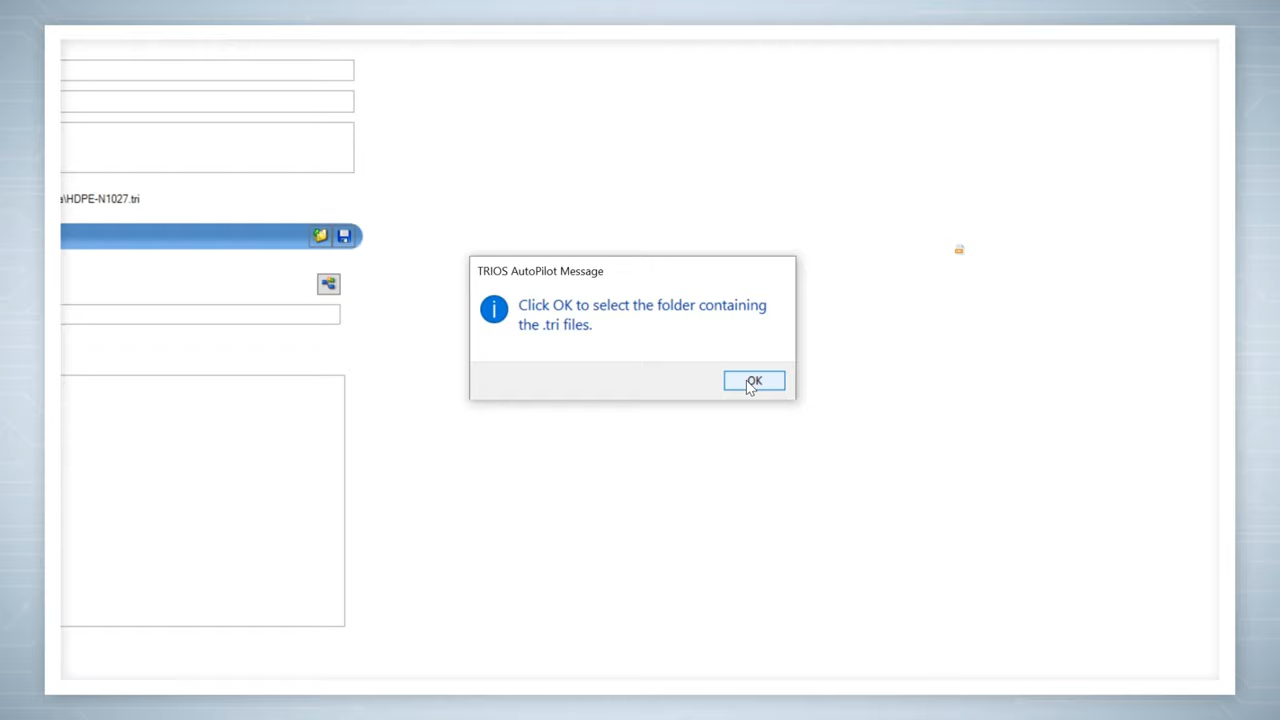 a\HDPE-N1027.tri
TRIOS AutoPilot Message
Click OK to select the folder containing
the .tri files.
OK